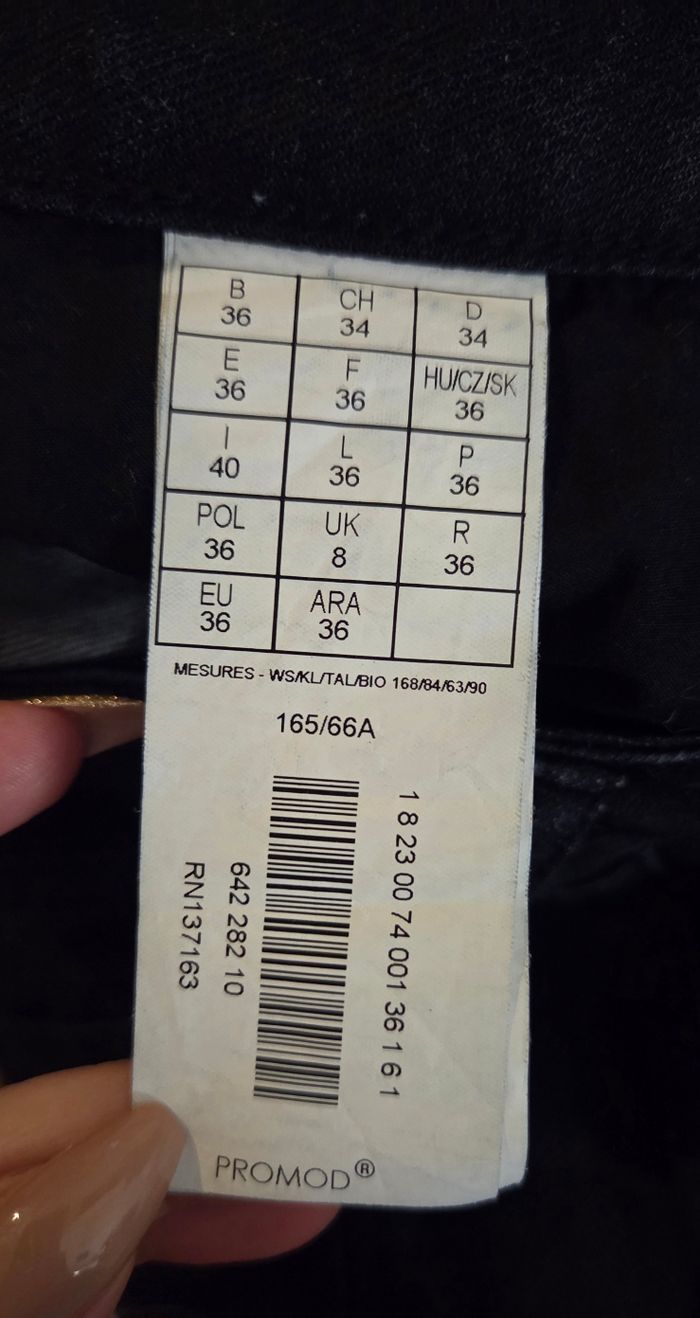 B CH D
36 34 34
E F HU/CZ/SK
36 36 36
I L P
40 36 36
POL UK R
36 8 36
EU ARA
36 36
MESURES - WS/KL/TAL/BIO 168/84/63/90
165/66A
1 8 23 00 74 001 36 1 6 1
642 282 10
RN137163
PROMOD®